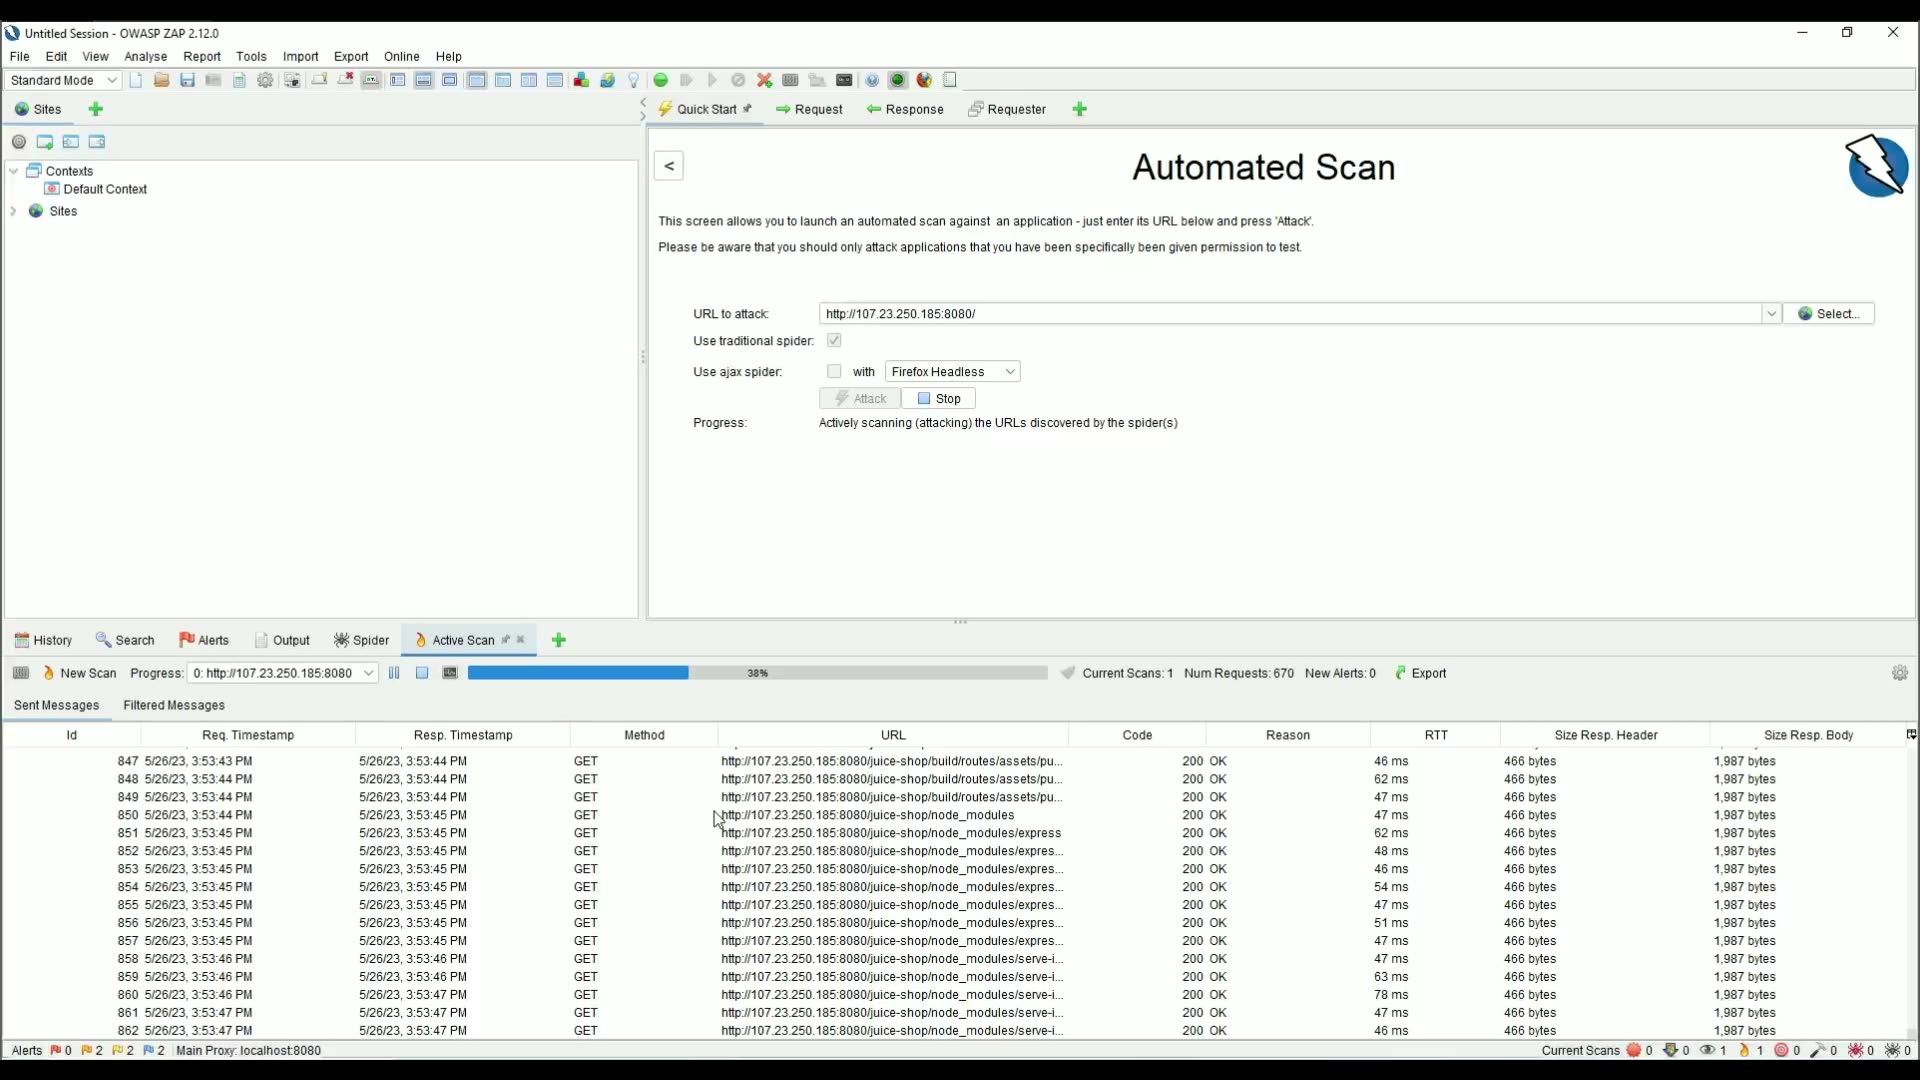 Untitled Session - OWASP ZAP 2.12.0
File Edit View Analyse Report Tools Import Export Online Help
Standard Mode
Sites
Quick Start Request Response Requester
Contexts
Default Context
Sites
<
Automated Scan
This screen allows you to launch an automated scan against an application - just enter its URL below and press 'Attack'.
Please be aware that you should only attack applications that you have been specifically been given permission to test.
URL to attack: http://107.23.250.185:8080/ Select...
Use traditional spider:
Use ajax spider: with Firefox Headless
Attack Stop
Progress: Actively scanning (attacking) the URLs discovered by the spider(s)
History Search Alerts Output Spider Active Scan
New Scan Progress: 0: http://107.23.250.185:8080 38% Current Scans: 1 Num Requests: 670 New Alerts: 0 Export
Sent Messages Filtered Messages
Id Req. Timestamp Resp. Timestamp Method URL Code Reason RTT Size Resp. Header Size Resp. Body
847 5/26/23, 3:53:43 PM 5/26/23, 3:53:44 PM GET http://107.23.250.185:8080/juice-shop/build/routes/assets/pu... 200 OK 46 ms 466 bytes 1,987 bytes
848 5/26/23, 3:53:44 PM 5/26/23, 3:53:44 PM GET http://107.23.250.185:8080/juice-shop/build/routes/assets/pu... 200 OK 62 ms 466 bytes 1,987 bytes
849 5/26/23, 3:53:44 PM 5/26/23, 3:53:44 PM GET http://107.23.250.185:8080/juice-shop/build/routes/assets/pu... 200 OK 47 ms 466 bytes 1,987 bytes
850 5/26/23, 3:53:44 PM 5/26/23, 3:53:45 PM GET http://107.23.250.185:8080/juice-shop/node_modules 200 OK 47 ms 466 bytes 1,987 bytes
851 5/26/23, 3:53:45 PM 5/26/23, 3:53:45 PM GET http://107.23.250.185:8080/juice-shop/node_modules/express 200 OK 62 ms 466 bytes 1,987 bytes
852 5/26/23, 3:53:45 PM 5/26/23, 3:53:45 PM GET http://107.23.250.185:8080/juice-shop/node_modules/expres... 200 OK 48 ms 466 bytes 1,987 bytes
853 5/26/23, 3:53:45 PM 5/26/23, 3:53:45 PM GET http://107.23.250.185:8080/juice-shop/node_modules/expres... 200 OK 46 ms 466 bytes 1,987 bytes
854 5/26/23, 3:53:45 PM 5/26/23, 3:53:45 PM GET http://107.23.250.185:8080/juice-shop/node_modules/expres... 200 OK 54 ms 466 bytes 1,987 bytes
855 5/26/23, 3:53:45 PM 5/26/23, 3:53:45 PM GET http://107.23.250.185:8080/juice-shop/node_modules/expres... 200 OK 47 ms 466 bytes 1,987 bytes
856 5/26/23, 3:53:45 PM 5/26/23, 3:53:45 PM GET http://107.23.250.185:8080/juice-shop/node_modules/expres... 200 OK 51 ms 466 bytes 1,987 bytes
857 5/26/23, 3:53:45 PM 5/26/23, 3:53:45 PM GET http://107.23.250.185:8080/juice-shop/node_modules/expres... 200 OK 47 ms 466 bytes 1,987 bytes
858 5/26/23, 3:53:46 PM 5/26/23, 3:53:46 PM GET http://107.23.250.185:8080/juice-shop/node_modules/serve-i... 200 OK 47 ms 466 bytes 1,987 bytes
859 5/26/23, 3:53:46 PM 5/26/23, 3:53:46 PM GET http://107.23.250.185:8080/juice-shop/node_modules/serve-i... 200 OK 63 ms 466 bytes 1,987 bytes
860 5/26/23, 3:53:46 PM 5/26/23, 3:53:47 PM GET http://107.23.250.185:8080/juice-shop/node_modules/serve-i... 200 OK 78 ms 466 bytes 1,987 bytes
861 5/26/23, 3:53:47 PM 5/26/23, 3:53:47 PM GET http://107.23.250.185:8080/juice-shop/node_modules/serve-i... 200 OK 47 ms 466 bytes 1,987 bytes
862 5/26/23, 3:53:47 PM 5/26/23, 3:53:47 PM GET http://107.23.250.185:8080/juice-shop/node_modules/serve-i... 200 OK 46 ms 466 bytes 1,987 bytes
Alerts 0 2 2 2 Main Proxy: localhost:8080 Current Scans 0 0 1 1 0 0 0 0